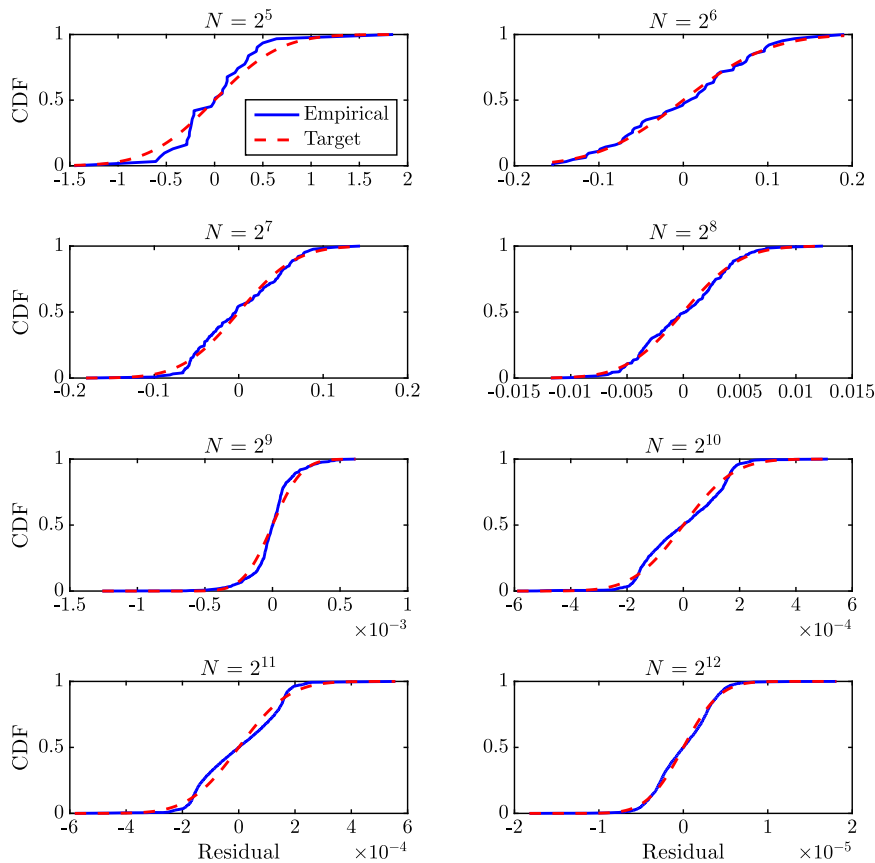 N = 2^5
N = 2^6
CDF
1
0.5
0
Empirical
Target
-1.5 -1 -0.5 0 0.5 1 1.5 2
1
0.5
0
-0.2 -0.1 0 0.1 0.2
N = 2^7
N = 2^8
CDF
1
0.5
0
-0.2 -0.1 0 0.1 0.2
1
0.5
0
-0.015 -0.01 -0.005 0 0.005 0.01 0.015
N = 2^9
N = 2^10
CDF
1
0.5
0
-1.5 -1 -0.5 0 0.5 1
×10^-3
1
0.5
0
-6 -4 -2 0 2 4 6
×10^-4
N = 2^11
N = 2^12
CDF
1
0.5
0
-6 -4 -2 0 2 4 6
Residual ×10^-4
1
0.5
0
-2 -1 0 1 2
Residual ×10^-5